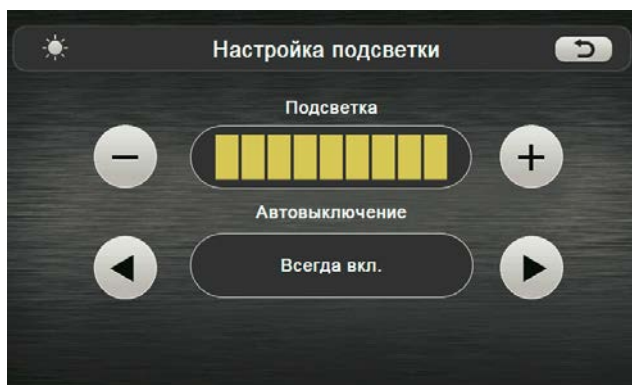 Настройка подсветки
Подсветка
Автовыключение
Всегда вкл.